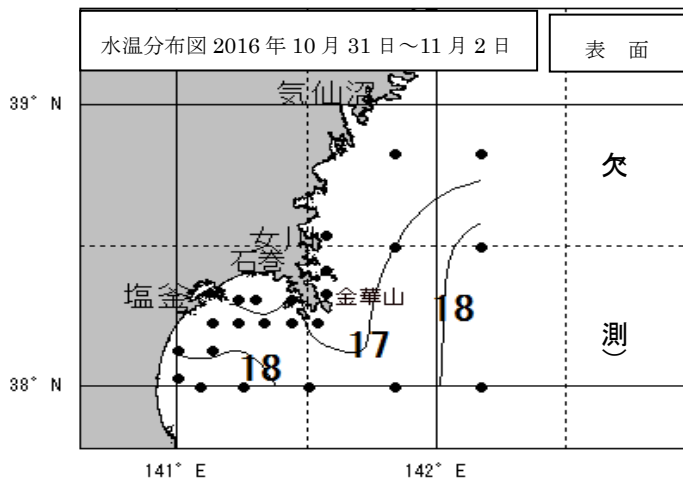 水温分布図 2016 年 10 月 31 日～11 月 2 日
表 面
39° N
気仙沼
欠
女川
石巻
塩釜
金華山
18
17
測）
18
38° N
141° E
142° E